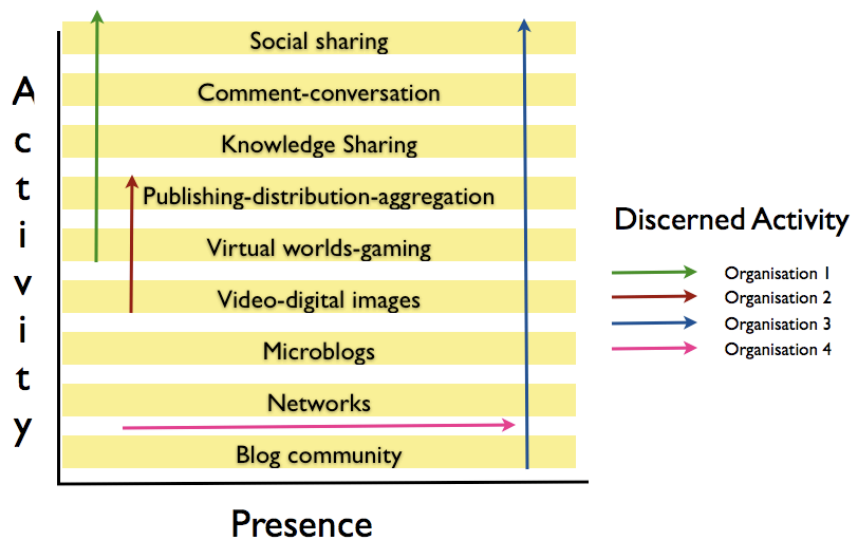 Activity
Social sharing
Comment-conversation
Knowledge Sharing
Publishing-distribution-aggregation
Virtual worlds-gaming
Video-digital images
Microblogs
Networks
Blog community
Presence
Discerned Activity
Organisation 1
Organisation 2
Organisation 3
Organisation 4